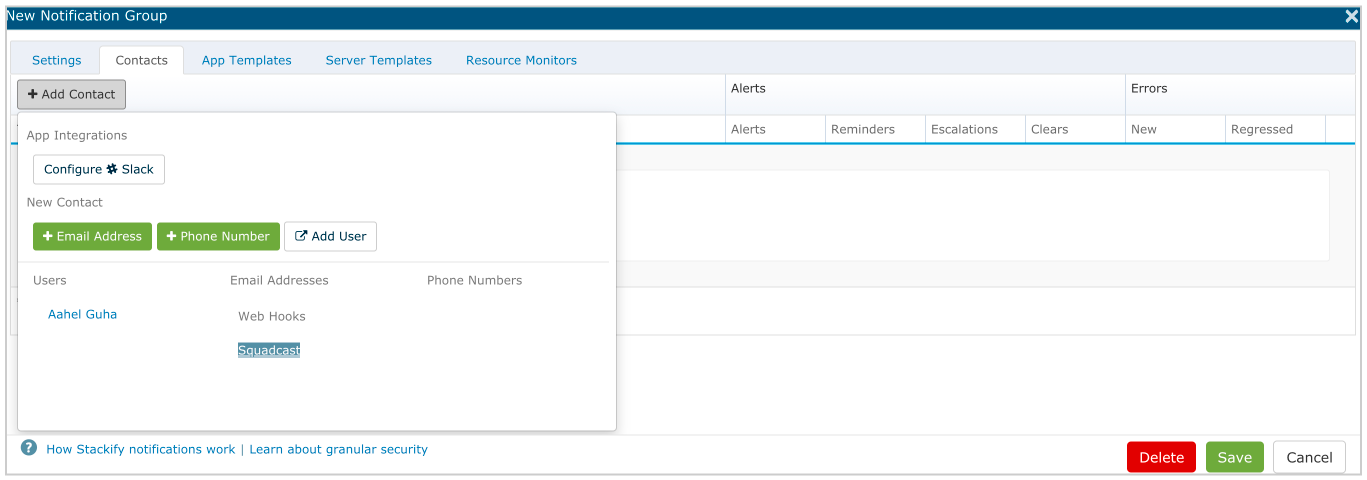 New Notification Group
Settings Contacts App Templates Server Templates Resource Monitors
Add Contact Alerts Errors
Alerts Reminders Escalations Clears New Regressed
App Integrations
Configure Slack
New Contact
Email Address Phone Number Add User
Users Email Addresses Phone Numbers
Aahel Guha
Web Hooks
Squadcast
How Stackify notifications work | Learn about granular security
Delete Save Cancel